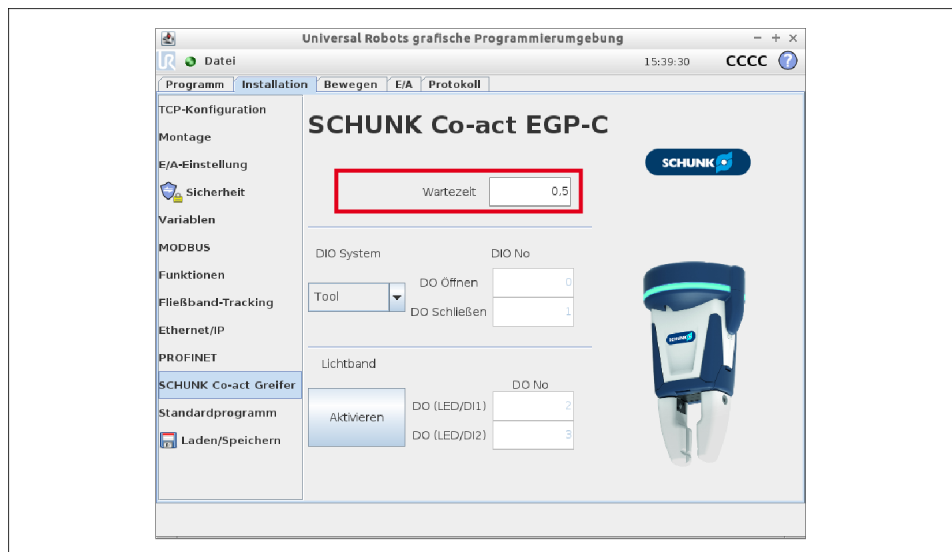 Universal Robots grafische Programmierumgebung
Datei
15:39:30
CCCC
?
Programm Installation Bewegen E/A Protokoll
TCP-Konfiguration
Montage
E/A-Einstellung
Sicherheit
Variablen
MODBUS
Funktionen
Fließband-Tracking
Ethernet/IP
PROFINET
SCHUNK Co-act Greifer
Standardprogramm
Laden/Speichern
SCHUNK Co-act EGP-C
SCHUNK
Wartezeit 0,5
DIO System DIO No
Tool
DO Öffnen 0
DO Schließen 1
Lichtband
DO No
Aktivieren
DO (LED/DI1) 2
DO (LED/DI2) 3
SCHUNK